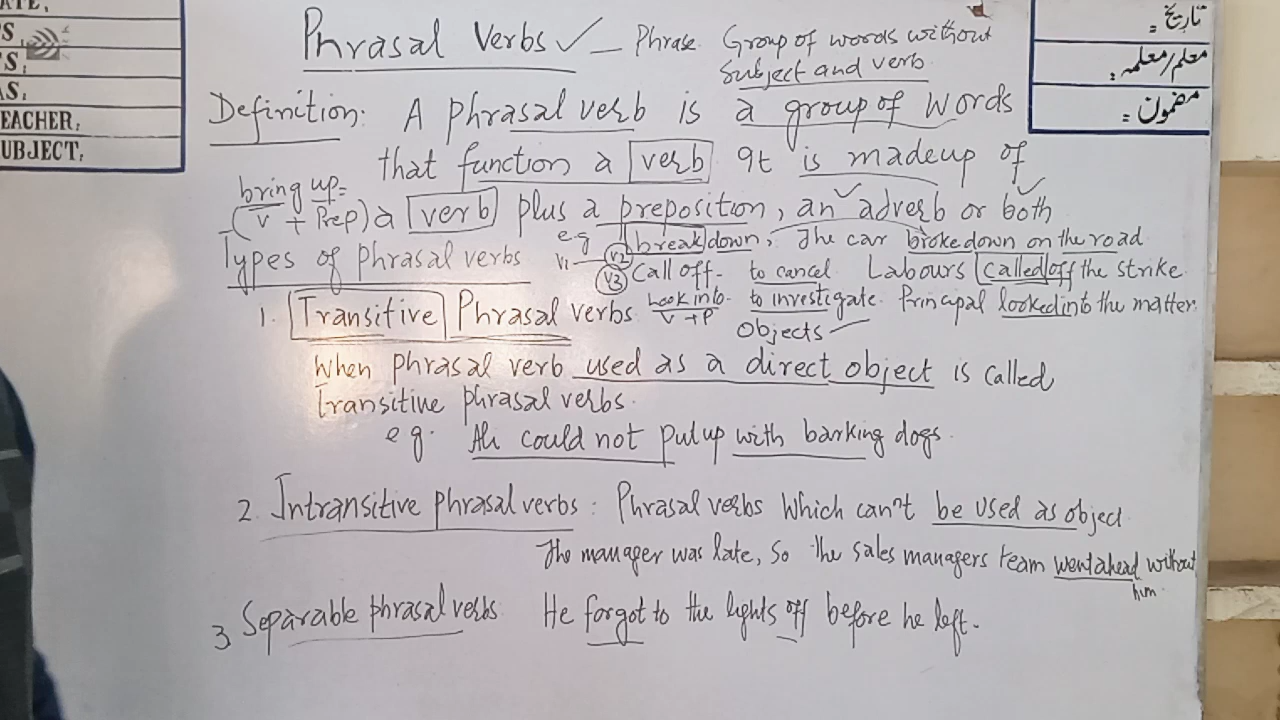 ATE,
S,
S,
AS,
EACHER,
UBJECT,
تاریخ =
معلم/معلمہ =
مضمون =
Phrasal Verbs ✓ - Phrase. Group of words without
Subject and verb
Definition: A phrasal verb is a group of words
that function a verb 9t is madeup of
bring up=
(V + Prep) a verb plus a preposition, an adverb or both
e.g break down, The car broke down on the road
Types of Phrasal verbs V1 V2
V3 Call off- to cancel Labours called off the strike
1. Transitive Phrasal verbs Look into- to investigate. Principal looked into the matter.
V+P Objects
When phrasal verb used as a direct object is called
Transitive phrasal verbs.
e g. Ali could not put up with barking dogs.
2. Intransitive phrasal verbs: Phrasal verbs which can't be used as object
The manager was late, So the sales managers team went ahead without
him.
3 Separable phrasal verbs He forgot to the lights off before he left.